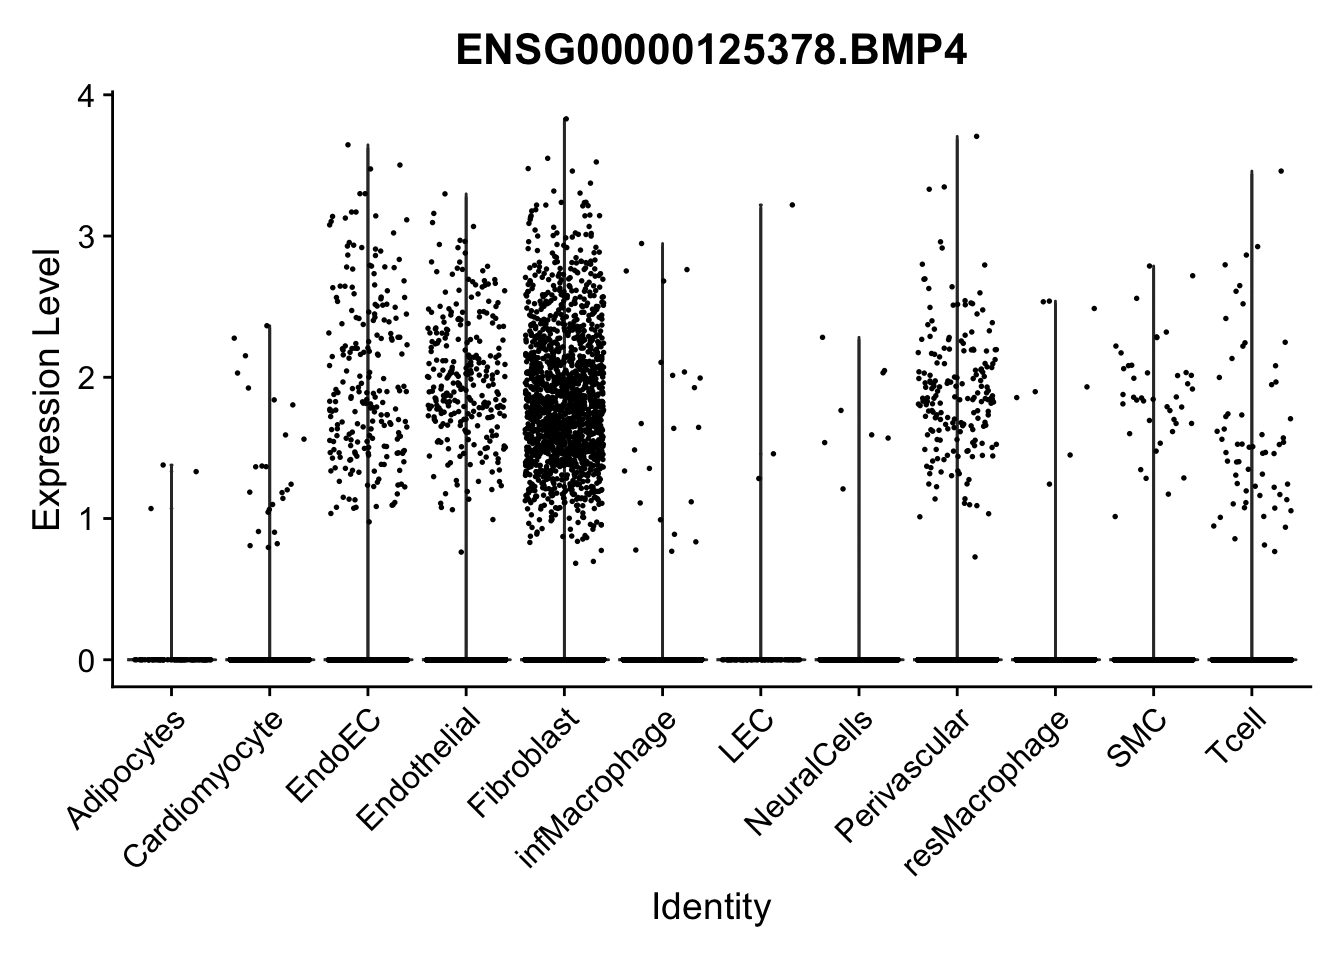 ENSG00000125378.BMP4
Expression Level
4
3
2
1
0
Adipocytes
Cardiomyocyte
EndoEC
Endothelial
Fibroblast
infMacrophage
LEC
NeuralCells
Perivascular
resMacrophage
SMC
Tcell
Identity